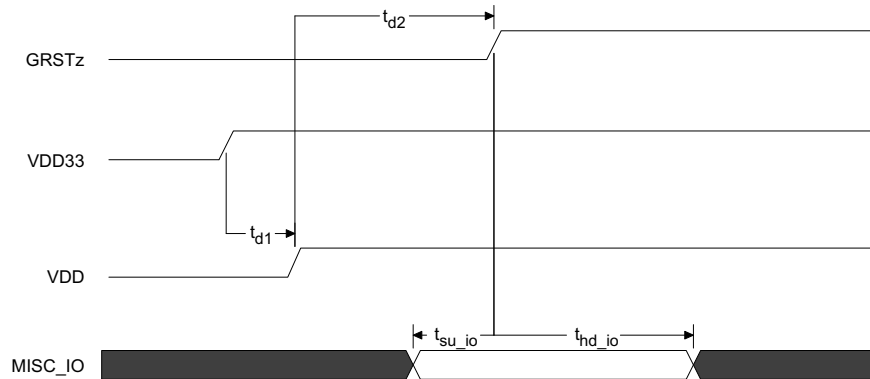 t_d2
GRSTz
VDD33
t_d1
VDD
t_su_io
t_hd_io
MISC_IO